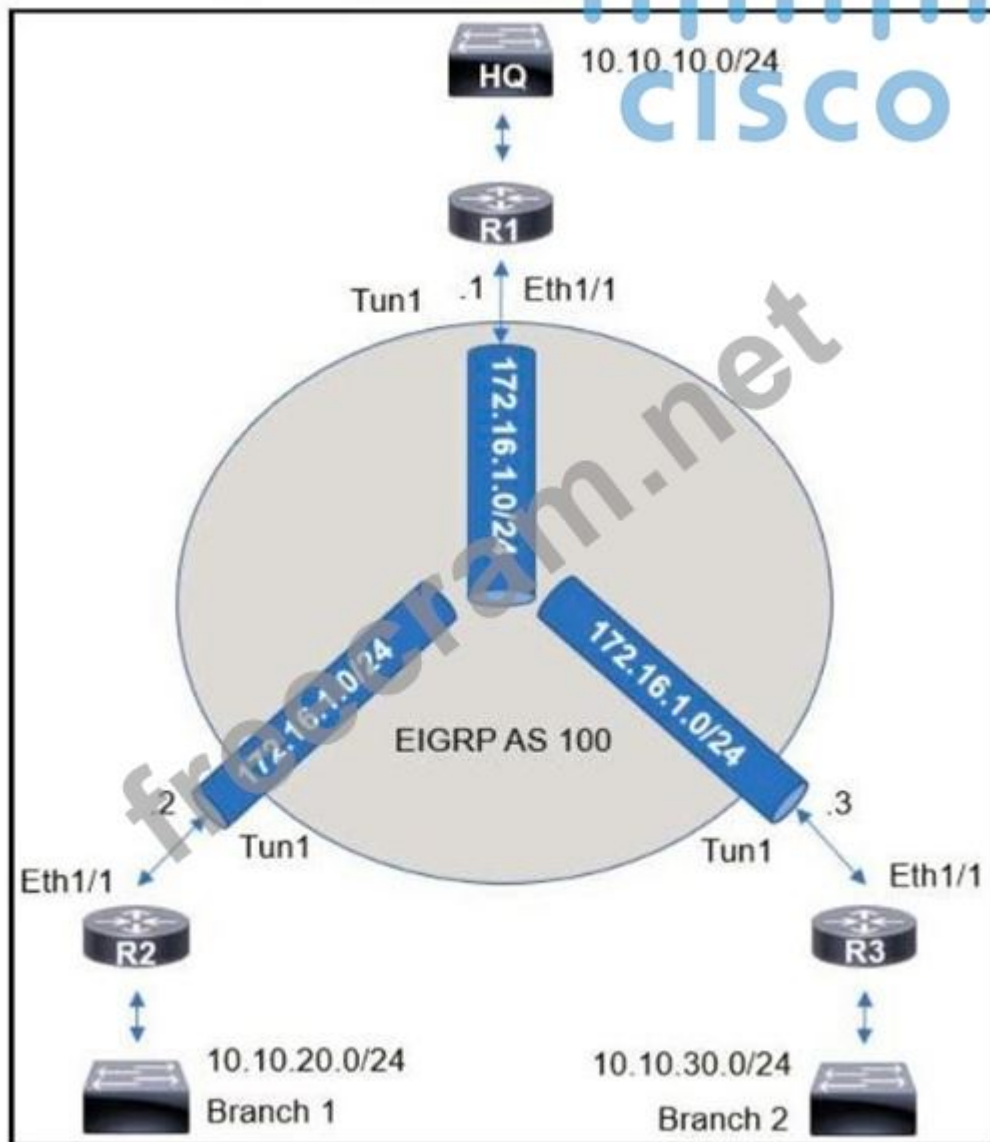 10.10.10.0/24
CISCO
HQ
R1
Tun1 .1 Eth1/1
172.16.1.0/24
172.16.1.0/24
172.16.1.0/24
EIGRP AS 100
freecram.net
.2
Tun1
Eth1/1
R2
.3
Tun1
Eth1/1
R3
10.10.20.0/24
Branch 1
10.10.30.0/24
Branch 2